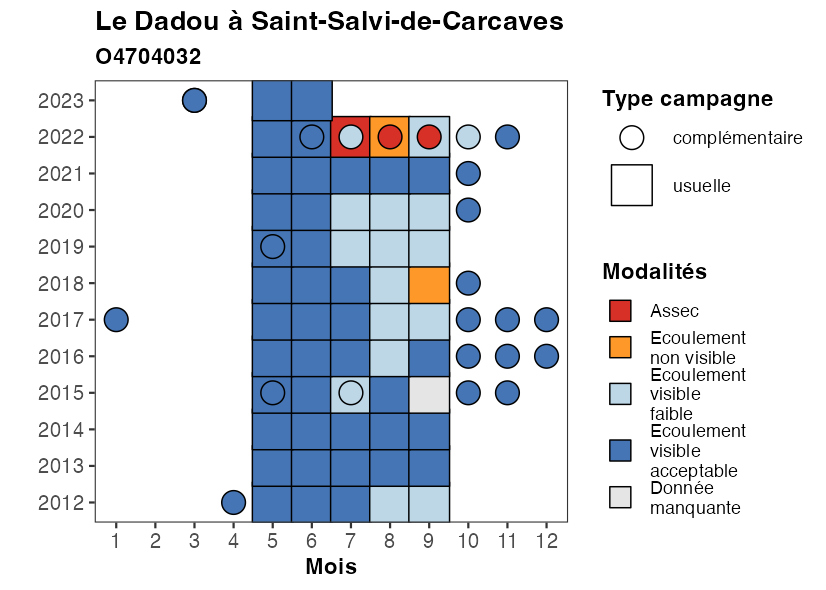 Le Dadou à Saint-Salvi-de-Carcaves
O4704032
2023
2022
2021
2020
2019
2018
2017
2016
2015
2014
2013
2012
1 2 3 4 5 6 7 8 9 10 11 12
Mois
Type campagne
complémentaire
usuelle
Modalités
Assec
Ecoulement
non visible
Ecoulement
visible
faible
Ecoulement
visible
acceptable
Donnée
manquante